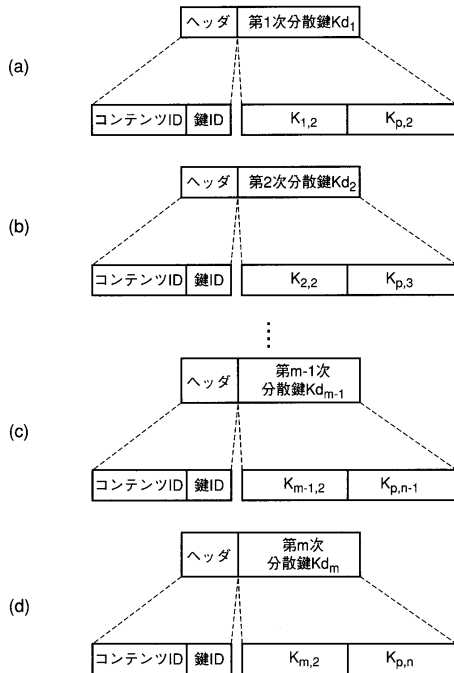 (a)
ヘッダ 第1次分散鍵Kd1
コンテンツID 鍵ID K1,2 Kp,2
(b)
ヘッダ 第2次分散鍵Kd2
コンテンツID 鍵ID K2,2 Kp,3
(c)
ヘッダ 第m-1次
分散鍵Kdm-1
コンテンツID 鍵ID Km-1,2 Kp,n-1
(d)
ヘッダ 第m次
分散鍵Kdm
コンテンツID 鍵ID Km,2 Kp,n